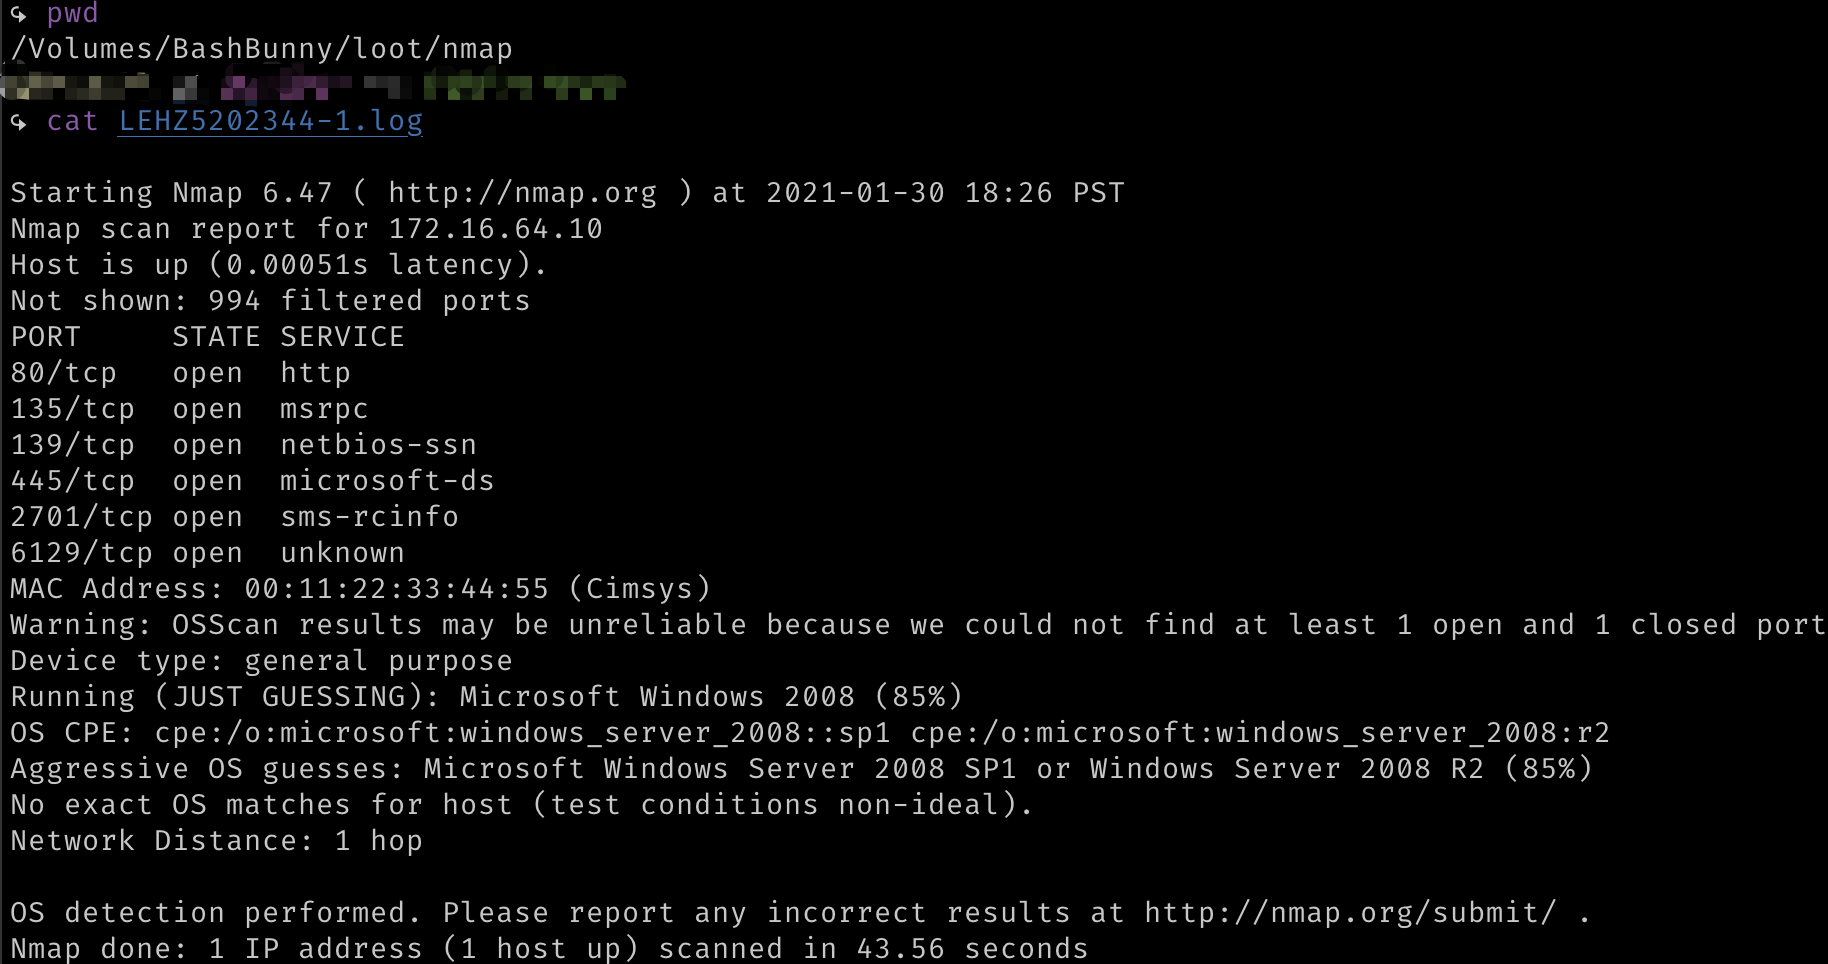 ↪ pwd
/Volumes/BashBunny/loot/nmap
↪ cat LEHZ5202344-1.log
Starting Nmap 6.47 ( http://nmap.org ) at 2021-01-30 18:26 PST
Nmap scan report for 172.16.64.10
Host is up (0.00051s latency).
Not shown: 994 filtered ports
PORT     STATE SERVICE
80/tcp   open  http
135/tcp  open  msrpc
139/tcp  open  netbios-ssn
445/tcp  open  microsoft-ds
2701/tcp open  sms-rcinfo
6129/tcp open  unknown
MAC Address: 00:11:22:33:44:55 (Cimsys)
Warning: OSScan results may be unreliable because we could not find at least 1 open and 1 closed port
Device type: general purpose
Running (JUST GUESSING): Microsoft Windows 2008 (85%)
OS CPE: cpe:/o:microsoft:windows_server_2008::sp1 cpe:/o:microsoft:windows_server_2008:r2
Aggressive OS guesses: Microsoft Windows Server 2008 SP1 or Windows Server 2008 R2 (85%)
No exact OS matches for host (test conditions non-ideal).
Network Distance: 1 hop
OS detection performed. Please report any incorrect results at http://nmap.org/submit/ .
Nmap done: 1 IP address (1 host up) scanned in 43.56 seconds